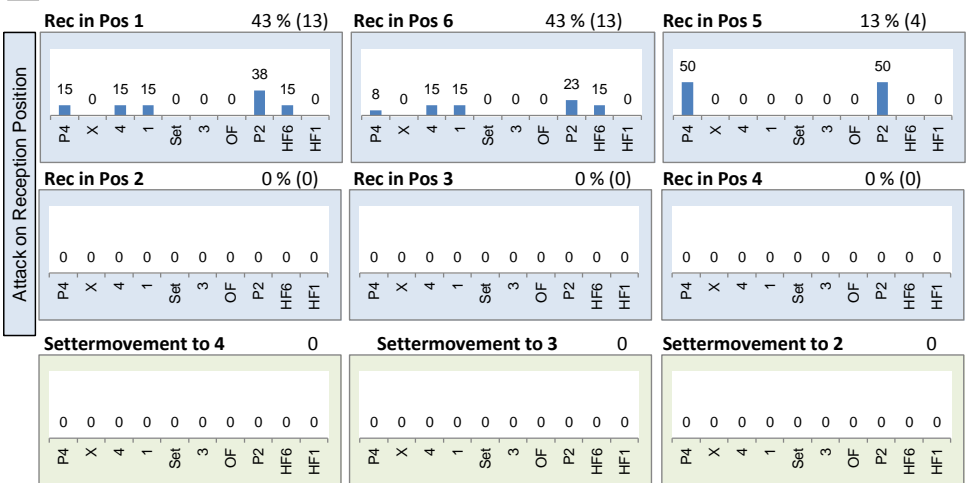 Attack on Reception Position
Rec in Pos 1 43 % (13)
15 0 15 15 0 0 0 38 15 0
P4 X 4 1 Set 3 OF P2 HF6 HF1
Rec in Pos 6 43 % (13)
8 0 15 15 0 0 0 23 15 0
P4 X 4 1 Set 3 OF P2 HF6 HF1
Rec in Pos 5 13 % (4)
50 0 0 0 0 0 0 50 0 0
P4 X 4 1 Set 3 OF P2 HF6 HF1
Rec in Pos 2 0 % (0)
0 0 0 0 0 0 0 0 0 0
P4 X 4 1 Set 3 OF P2 HF6 HF1
Rec in Pos 3 0 % (0)
0 0 0 0 0 0 0 0 0 0
P4 X 4 1 Set 3 OF P2 HF6 HF1
Rec in Pos 4 0 % (0)
0 0 0 0 0 0 0 0 0 0
P4 X 4 1 Set 3 OF P2 HF6 HF1
Settermovement to 4 0
0 0 0 0 0 0 0 0 0 0
P4 X 4 1 Set 3 OF P2 HF6 HF1
Settermovement to 3 0
0 0 0 0 0 0 0 0 0 0
P4 X 4 1 Set 3 OF P2 HF6 HF1
Settermovement to 2 0
0 0 0 0 0 0 0 0 0 0
P4 X 4 1 Set 3 OF P2 HF6 HF1